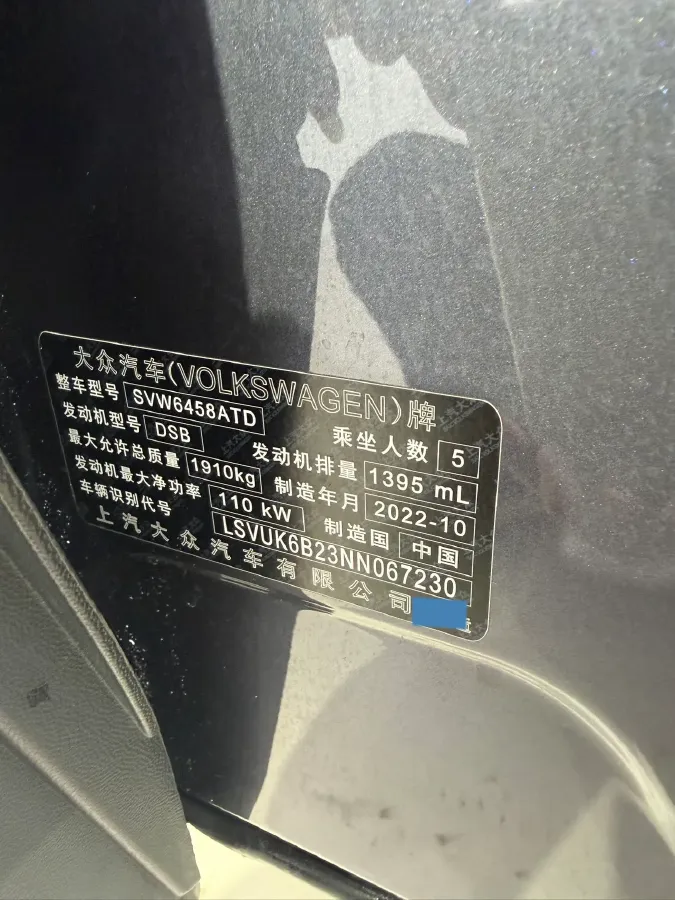 大众汽车(VOLKSWAGEN)牌
整车型号 SVW6458ATD 乘坐人数 5
发动机型号 DSB 发动机排量 1395 mL
最大允许总质量 1910kg 制造年月 2022-10
发动机最大净功率 110 kW 制造国 中国
车辆识别代号 LSVUK6B23NN067230
上汽大众汽车有限公司